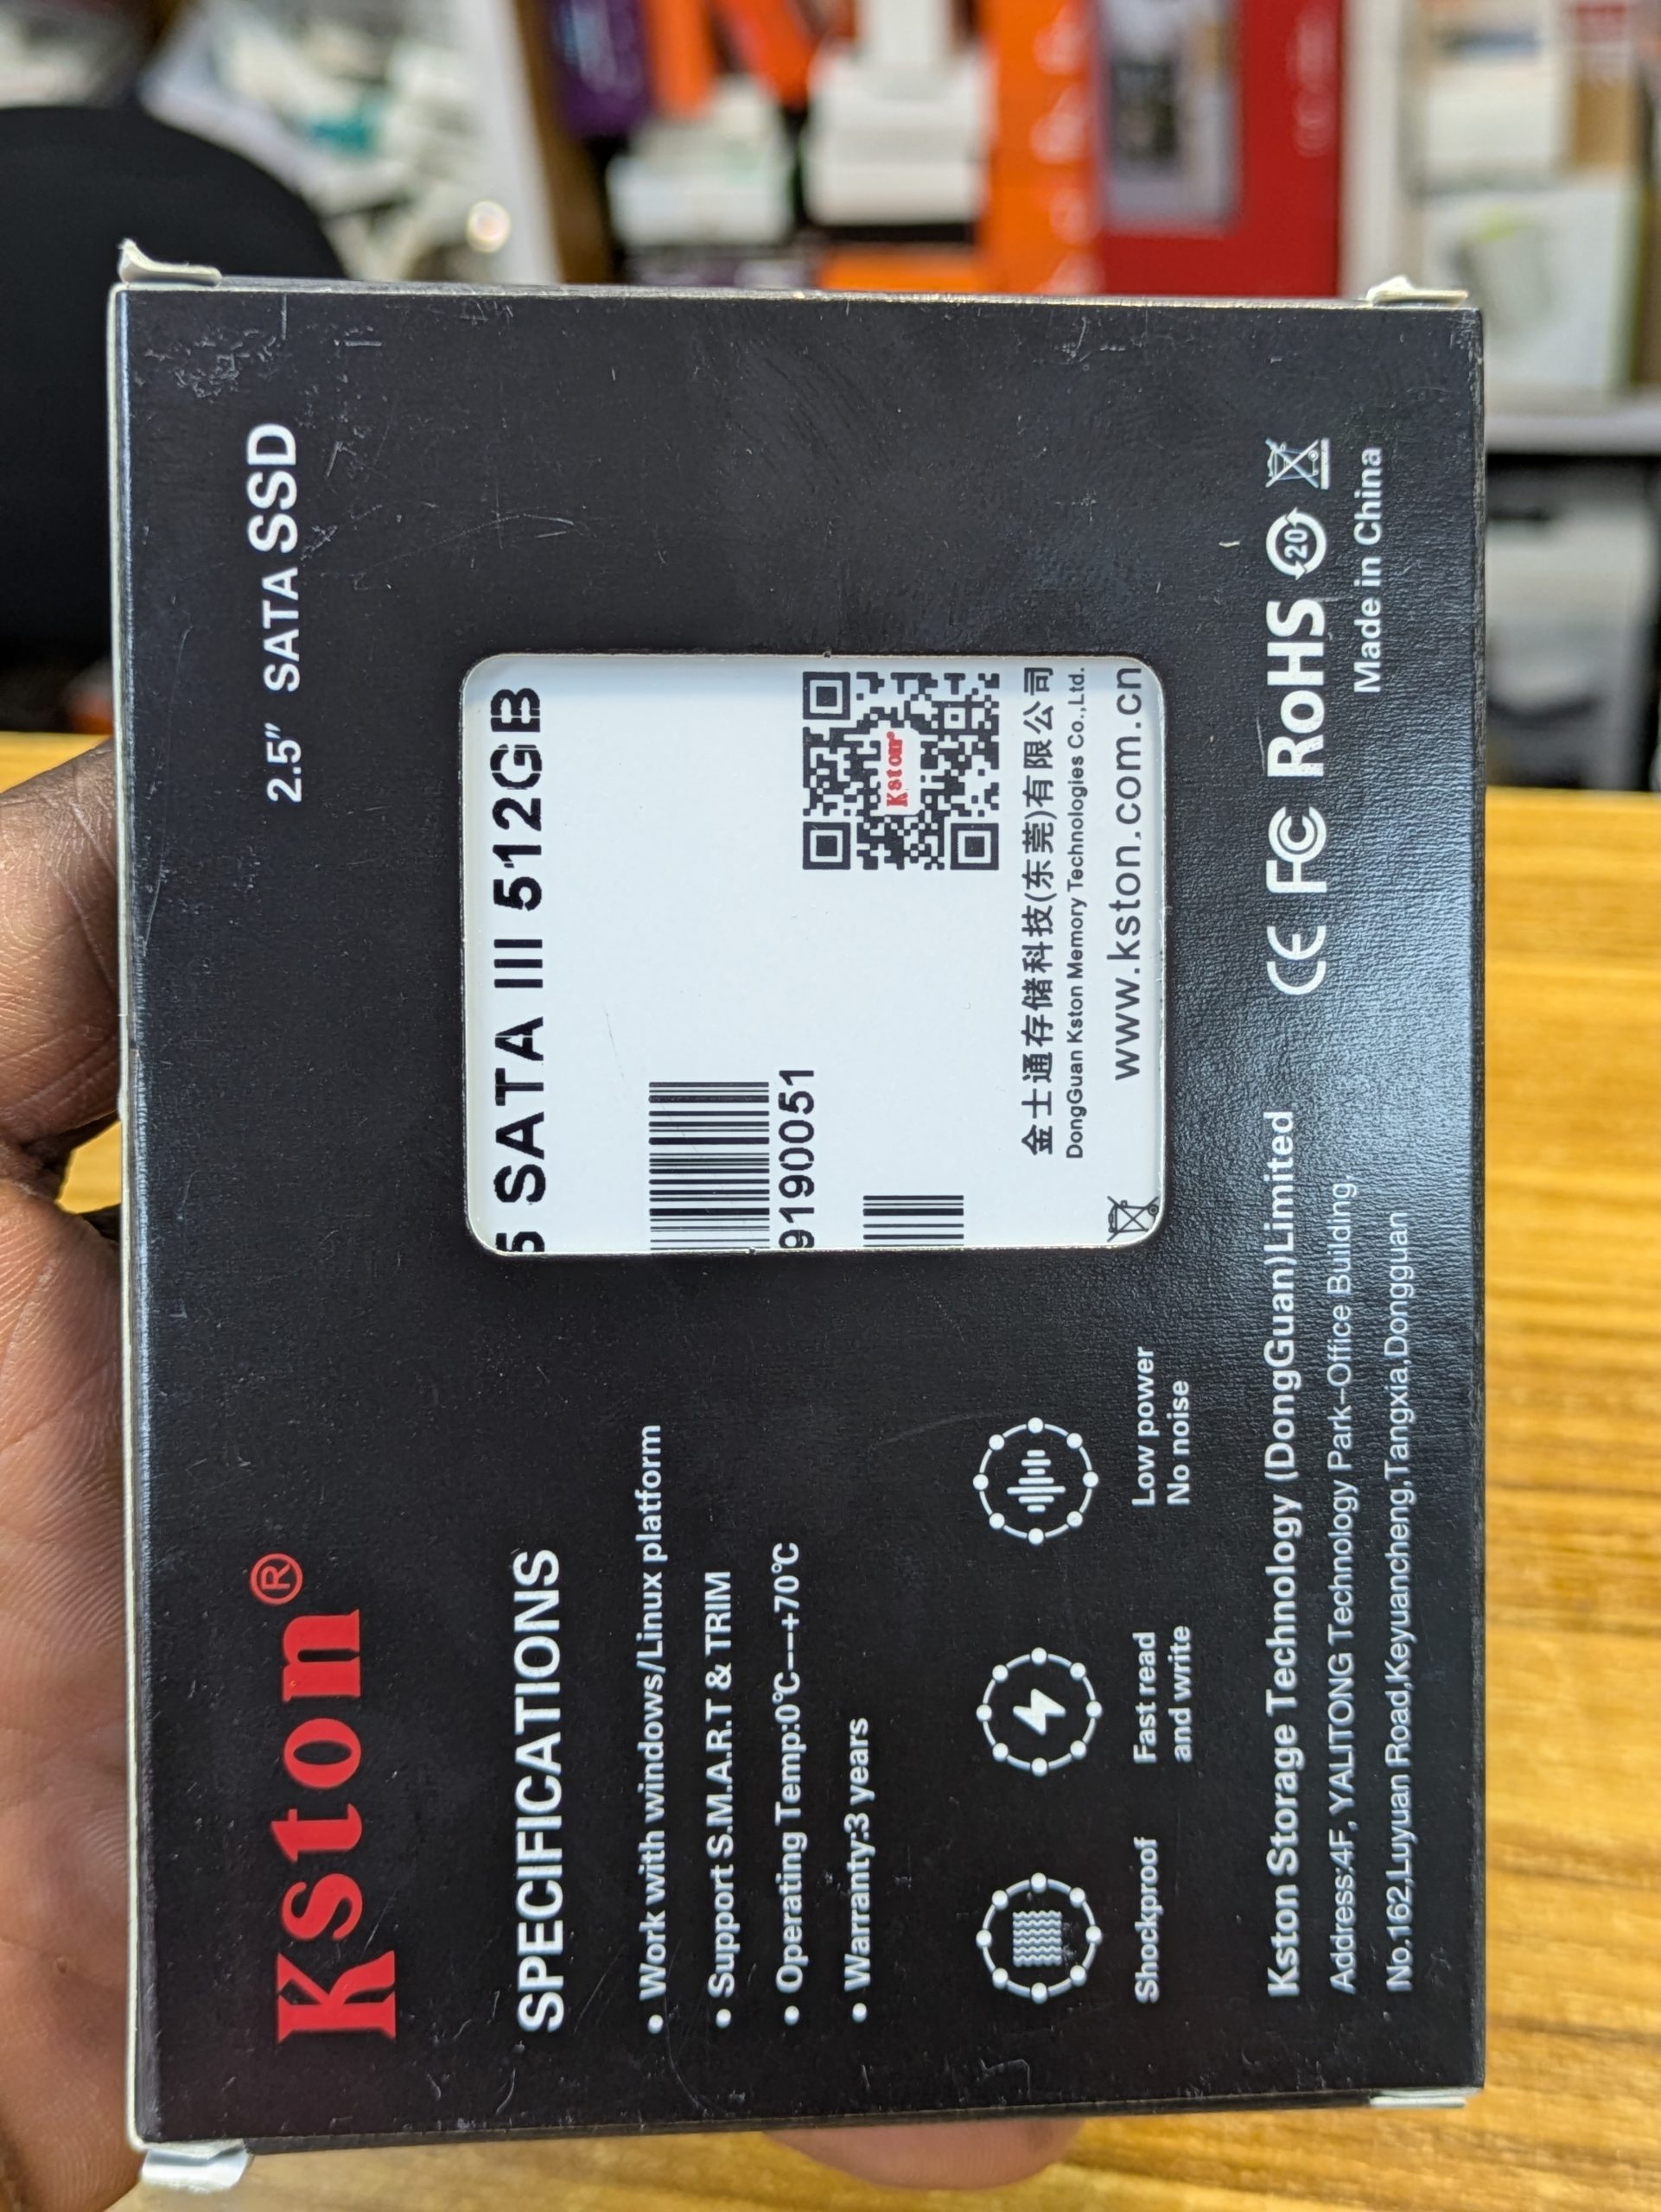 Kston®
2.5" SATA SSD
SPECIFICATIONS
• Work with windows/Linux platform
• Support S.M.A.R.T & TRIM
• Operating Temp:0℃---+70℃
• Warranty:3 years
Shockproof
Fast read
and write
Low power
No noise
SATA III 512GB
9190051
Kston
金士通存储科技(东莞)有限公司
DongGuan Kston Memory Technologies Co.,Ltd.
www.kston.com.cn
Kston Storage Technology (DongGuan)Limited
Address:4F, YALITONG Technology Park-Office Building,
No.162,Luyuan Road,Keyuancheng,Tangxia,Dongguan
CE FC RoHS 20
Made in China